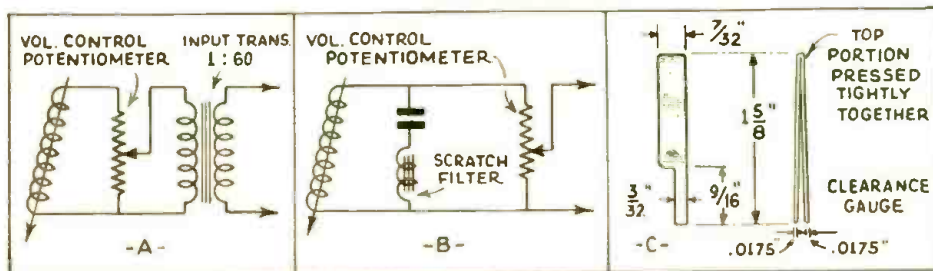 VOL. CONTROL
POTENTIOMETER
INPUT TRANS.
1:60
-A-
VOL. CONTROL
POTENTIOMETER
SCRATCH
FILTER
-B-
7/32"
1 5/8"
3/32"
9/16"
TOP
PORTION
PRESSED
TIGHTLY
TOGETHER
CLEARANCE
GAUGE
-C-
.0175" .0175"